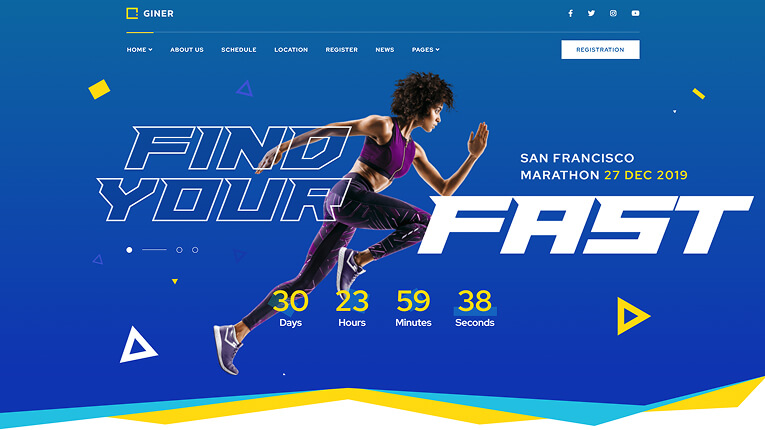 GINER
HOME
ABOUT US
SCHEDULE
LOCATION
REGISTER
NEWS
PAGES
REGISTRATION
FIND
YOUR
SAN FRANCISCO
MARATHON 27 DEC 2019
FAST
30 23 59 38
Days Hours Minutes Seconds